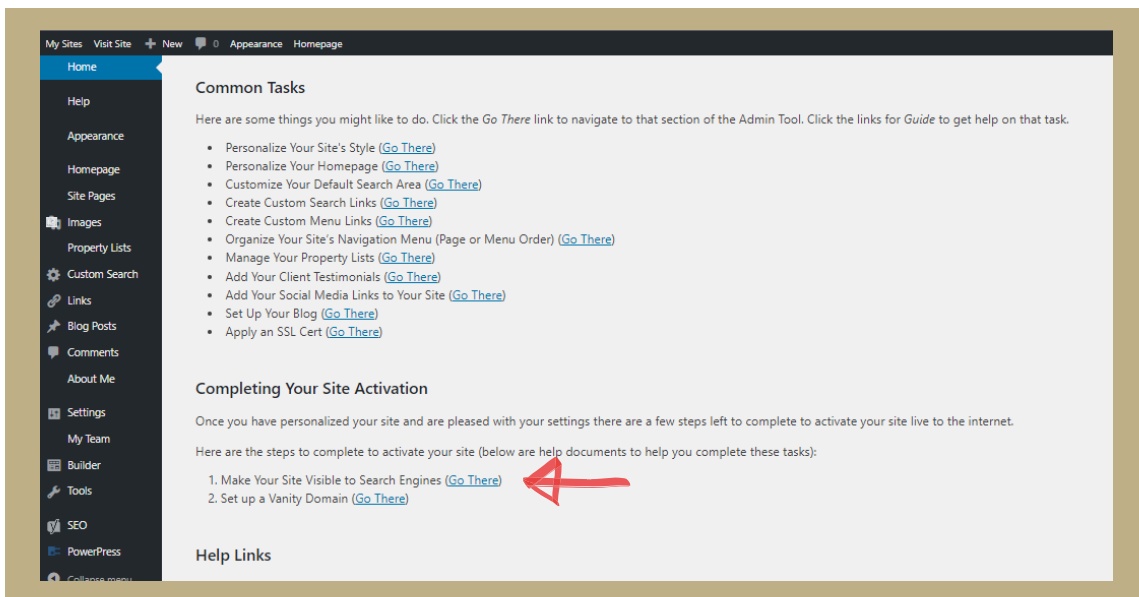 My Sites Visit Site New 0 Appearance Homepage
Home
Help
Appearance
Homepage
Site Pages
Images
Property Lists
Custom Search
Links
Blog Posts
Comments
About Me
Settings
My Team
Builder
Tools
SEO
PowerPress
Collapse menu
Common Tasks
Here are some things you might like to do. Click the Go There link to navigate to that section of the Admin Tool. Click the links for Guide to get help on that task.
• Personalize Your Site's Style (Go There)
• Personalize Your Homepage (Go There)
• Customize Your Default Search Area (Go There)
• Create Custom Search Links (Go There)
• Create Custom Menu Links (Go There)
• Organize Your Site's Navigation Menu (Page or Menu Order) (Go There)
• Manage Your Property Lists (Go There)
• Add Your Client Testimonials (Go There)
• Add Your Social Media Links to Your Site (Go There)
• Set Up Your Blog (Go There)
• Apply an SSL Cert (Go There)
Completing Your Site Activation
Once you have personalized your site and are pleased with your settings there are a few steps left to complete to activate your site live to the internet.
Here are the steps to complete to activate your site (below are help documents to help you complete these tasks):
1. Make Your Site Visible to Search Engines (Go There)
2. Set up a Vanity Domain (Go There)
Help Links